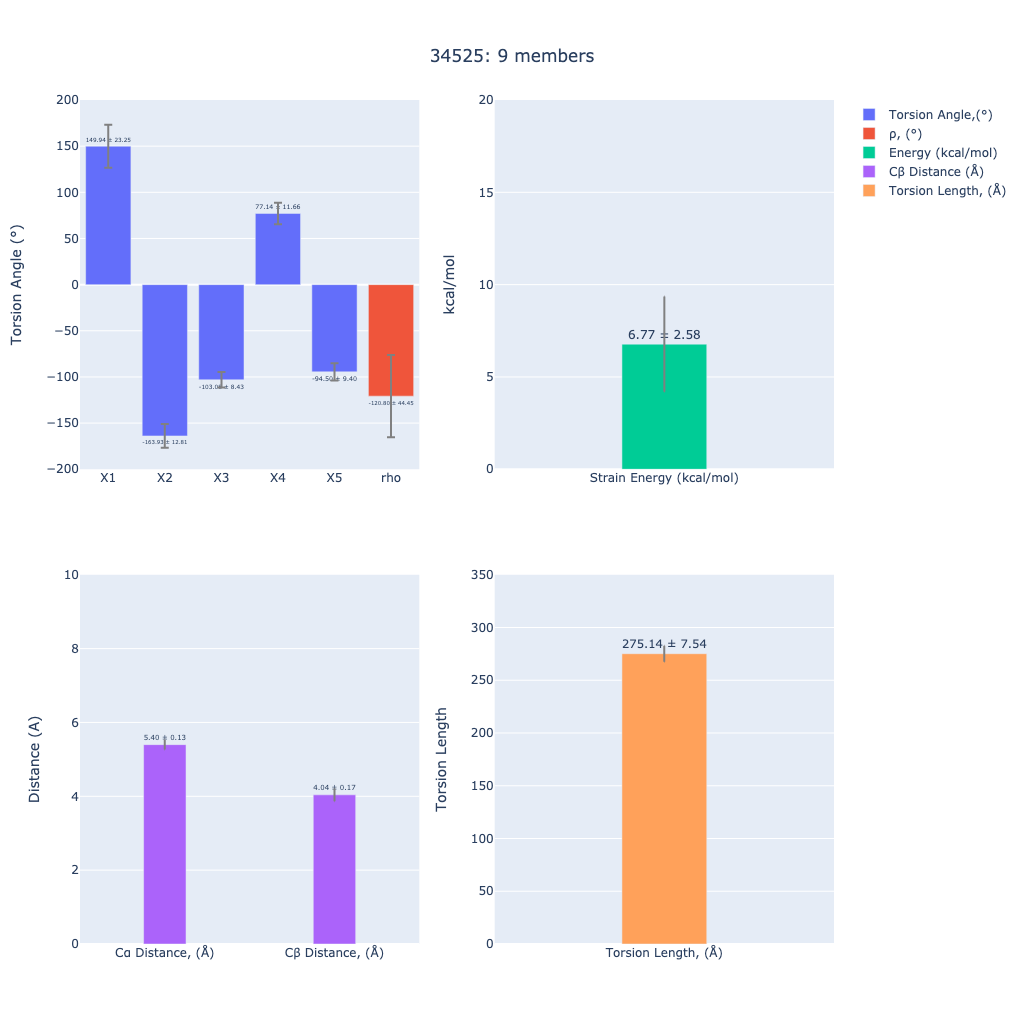 34525: 9 members
Torsion Angle (°)
200
150
100
50
0
−50
−100
−150
−200
149.94 ± 23.25
-163.93 ± 12.81
± 8.43
77.14 ± 11.66
-94.50 ± 9.40
-120.80 ± 44.45
X1 X2 X3 X4 X5 rho
kcal/mol
20
15
10
5
0
6.77 ± 2.58
Strain Energy (kcal/mol)
Torsion Angle,(°)
ρ, (°)
Energy (kcal/mol)
Cβ Distance (Å)
Torsion Length, (Å)
Distance (A)
10
8
6
4
2
0
5.40 ± 0.13
4.04 ± 0.17
Cα Distance, (Å) Cβ Distance, (Å)
Torsion Length
350
300
250
200
150
100
50
0
275.14 ± 7.54
Torsion Length, (Å)